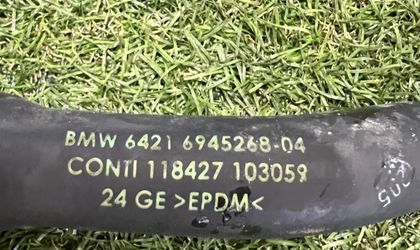 BMW 6421 6945268-04
CONTI 118427 103059
24 GE >EPDM<